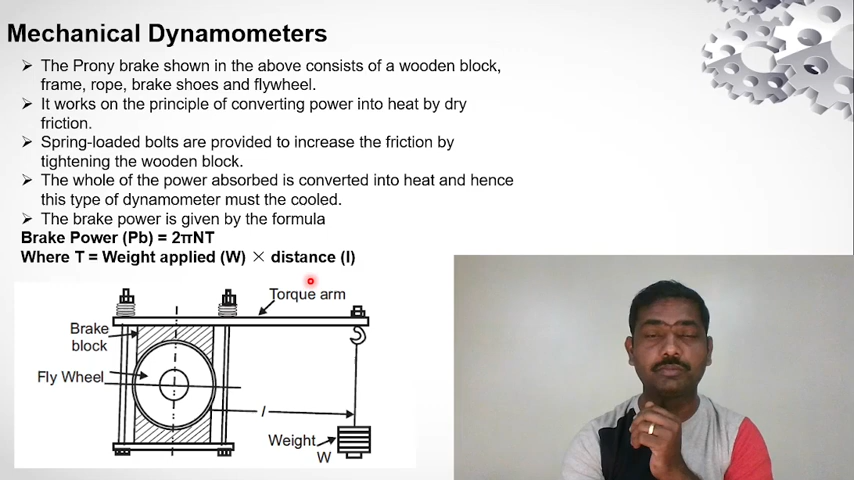 Mechanical Dynamometers
➢ The Prony brake shown in the above consists of a wooden block,
frame, rope, brake shoes and flywheel.
➢ It works on the principle of converting power into heat by dry
friction.
➢ Spring-loaded bolts are provided to increase the friction by
tightening the wooden block.
➢ The whole of the power absorbed is converted into heat and hence
this type of dynamometer must the cooled.
➢ The brake power is given by the formula
Brake Power (Pb) = 2πNT
Where T = Weight applied (W) × distance (l)
Torque arm
Brake
block
Fly Wheel
l
Weight
W